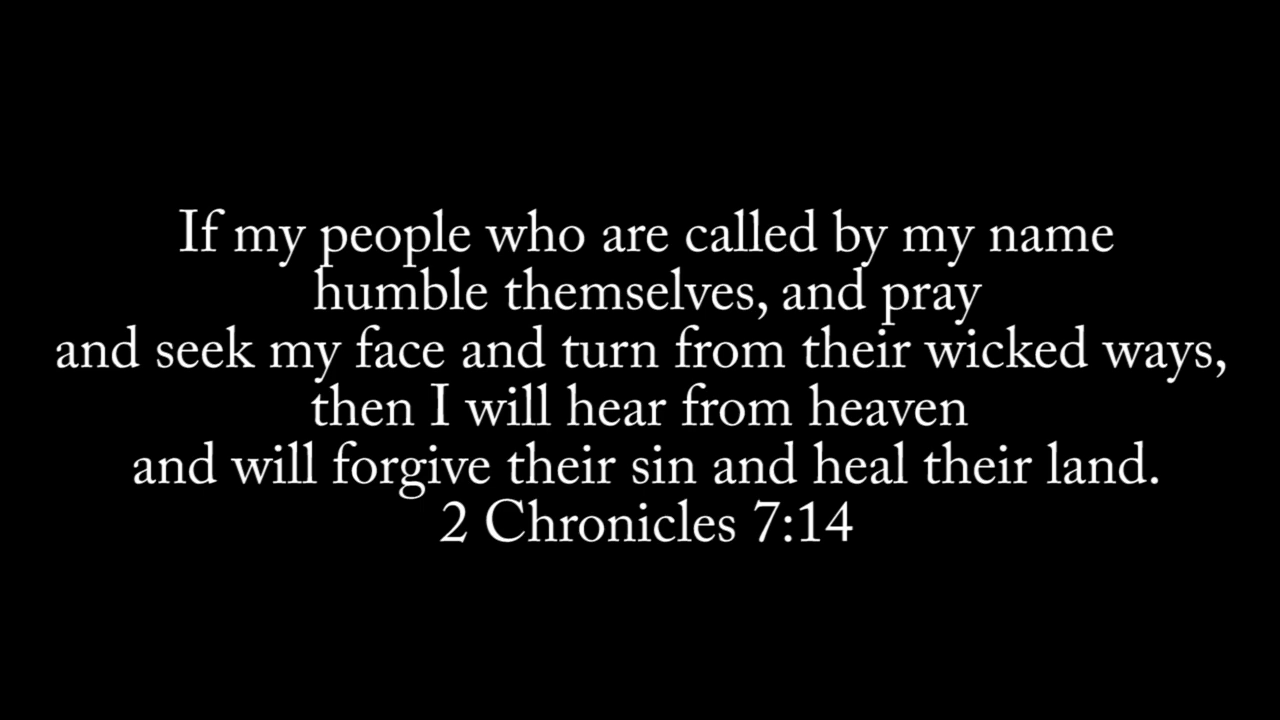 If my people who are called by my name
humble themselves, and pray
and seek my face and turn from their wicked ways,
then I will hear from heaven
and will forgive their sin and heal their land.
2 Chronicles 7:14